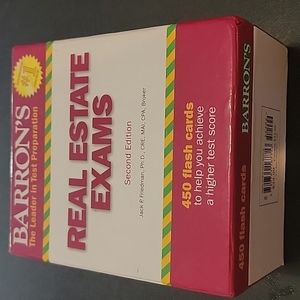 #1
BARRON'S
The Leader in Test Preparation
REAL ESTATE
EXAMS
Second Edition
Jack P. Friedman, Ph.D., CRE, MAI, CPA, Broker
450 flash cards
to help you achieve
a higher test score
450 flash cards
BARRON'S